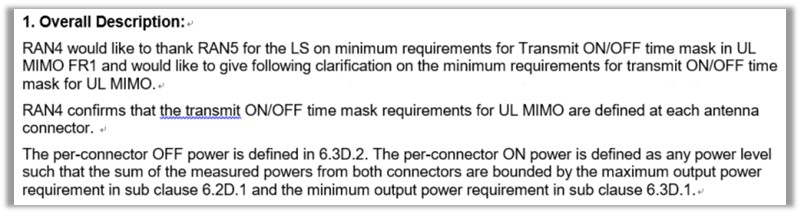 1. Overall Description:
RAN4 would like to thank RAN5 for the LS on minimum requirements for Transmit ON/OFF time mask in UL
MIMO FR1 and would like to give following clarification on the minimum requirements for transmit ON/OFF time
mask for UL MIMO.
RAN4 confirms that the transmit ON/OFF time mask requirements for UL MIMO are defined at each antenna
connector.
The per-connector OFF power is defined in 6.3D.2. The per-connector ON power is defined as any power level
such that the sum of the measured powers from both connectors are bounded by the maximum output power
requirement in sub clause 6.2D.1 and the minimum output power requirement in sub clause 6.3D.1.